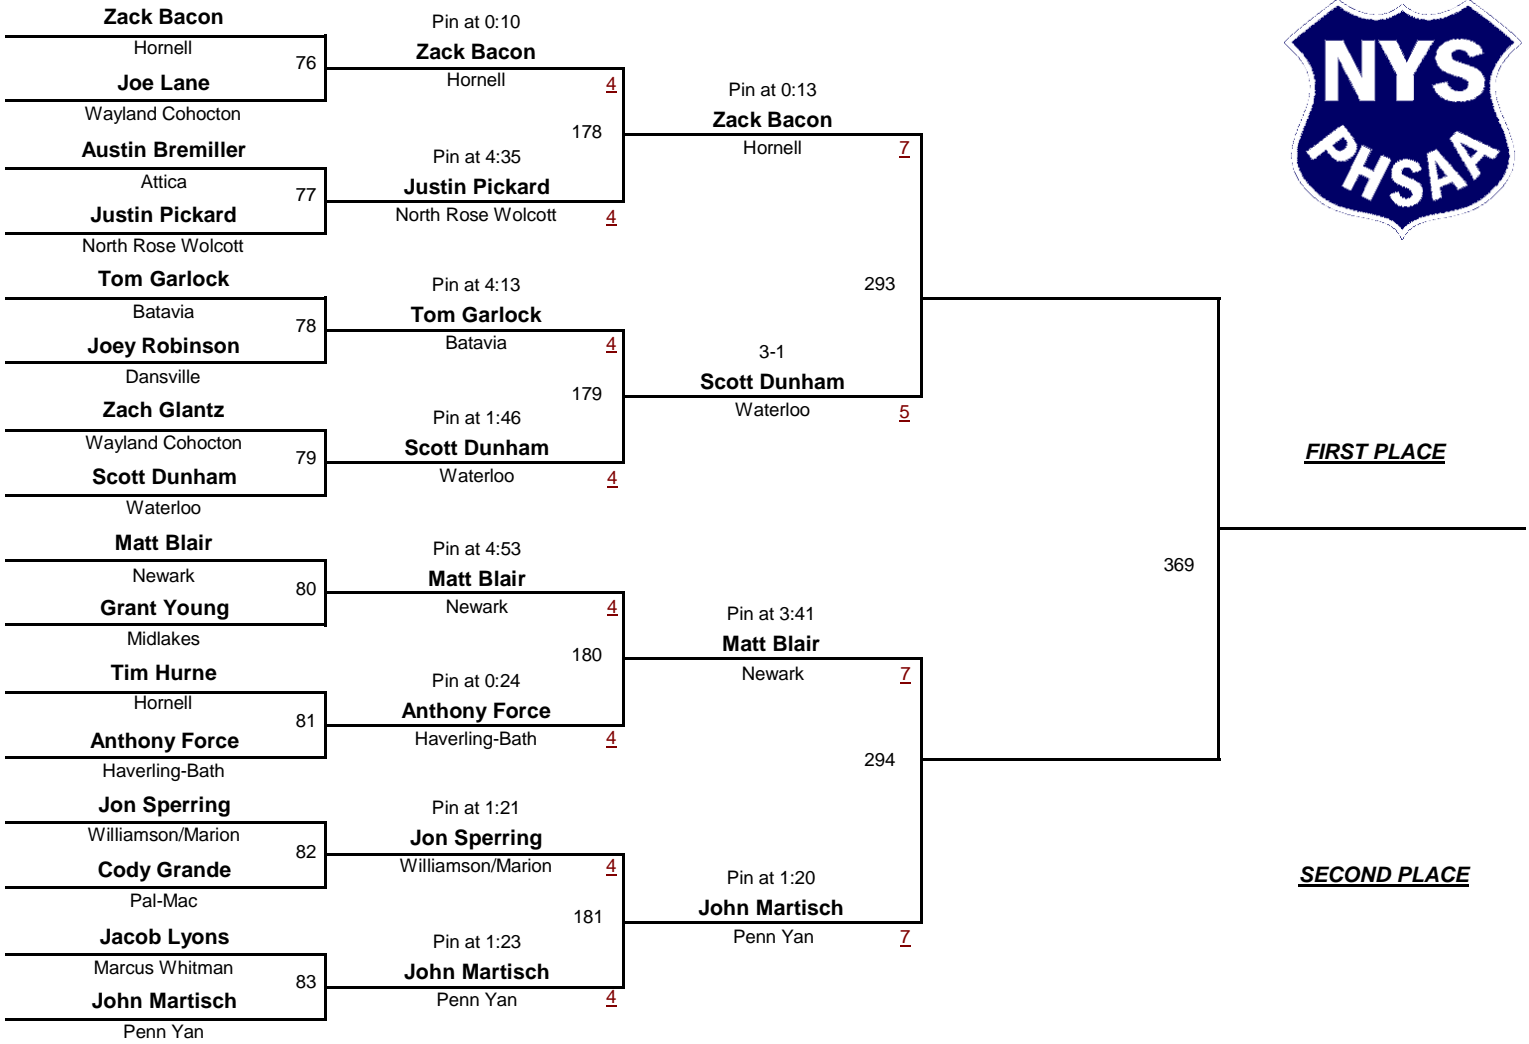 Zack Bacon
Hornell
76
Joe Lane
Wayland Cohocton
Austin Bremiller
Attica
77
Justin Pickard
North Rose Wolcott
Tom Garlock
Batavia
78
Joey Robinson
Dansville
Zach Glantz
Wayland Cohocton
79
Scott Dunham
Waterloo
Matt Blair
Newark
80
Grant Young
Midlakes
Tim Hurne
Hornell
81
Anthony Force
Haverling-Bath
Jon Sperring
Williamson/Marion
82
Cody Grande
Pal-Mac
Jacob Lyons
Marcus Whitman
83
John Martisch
Penn Yan
Pin at 0:10
Zack Bacon
Hornell
4
178
Pin at 4:35
Justin Pickard
North Rose Wolcott
4
Pin at 4:13
Tom Garlock
Batavia
4
179
Pin at 1:46
Scott Dunham
Waterloo
4
Pin at 4:53
Matt Blair
Newark
4
180
Pin at 0:24
Anthony Force
Haverling-Bath
4
Pin at 1:21
Jon Sperring
Williamson/Marion
4
181
Pin at 1:23
John Martisch
Penn Yan
4
Pin at 0:13
Zack Bacon
Hornell
7
293
3-1
Scott Dunham
Waterloo
5
Pin at 3:41
Matt Blair
Newark
7
294
Pin at 1:20
John Martisch
Penn Yan
7
369
NYS
PHSAA
FIRST PLACE
SECOND PLACE